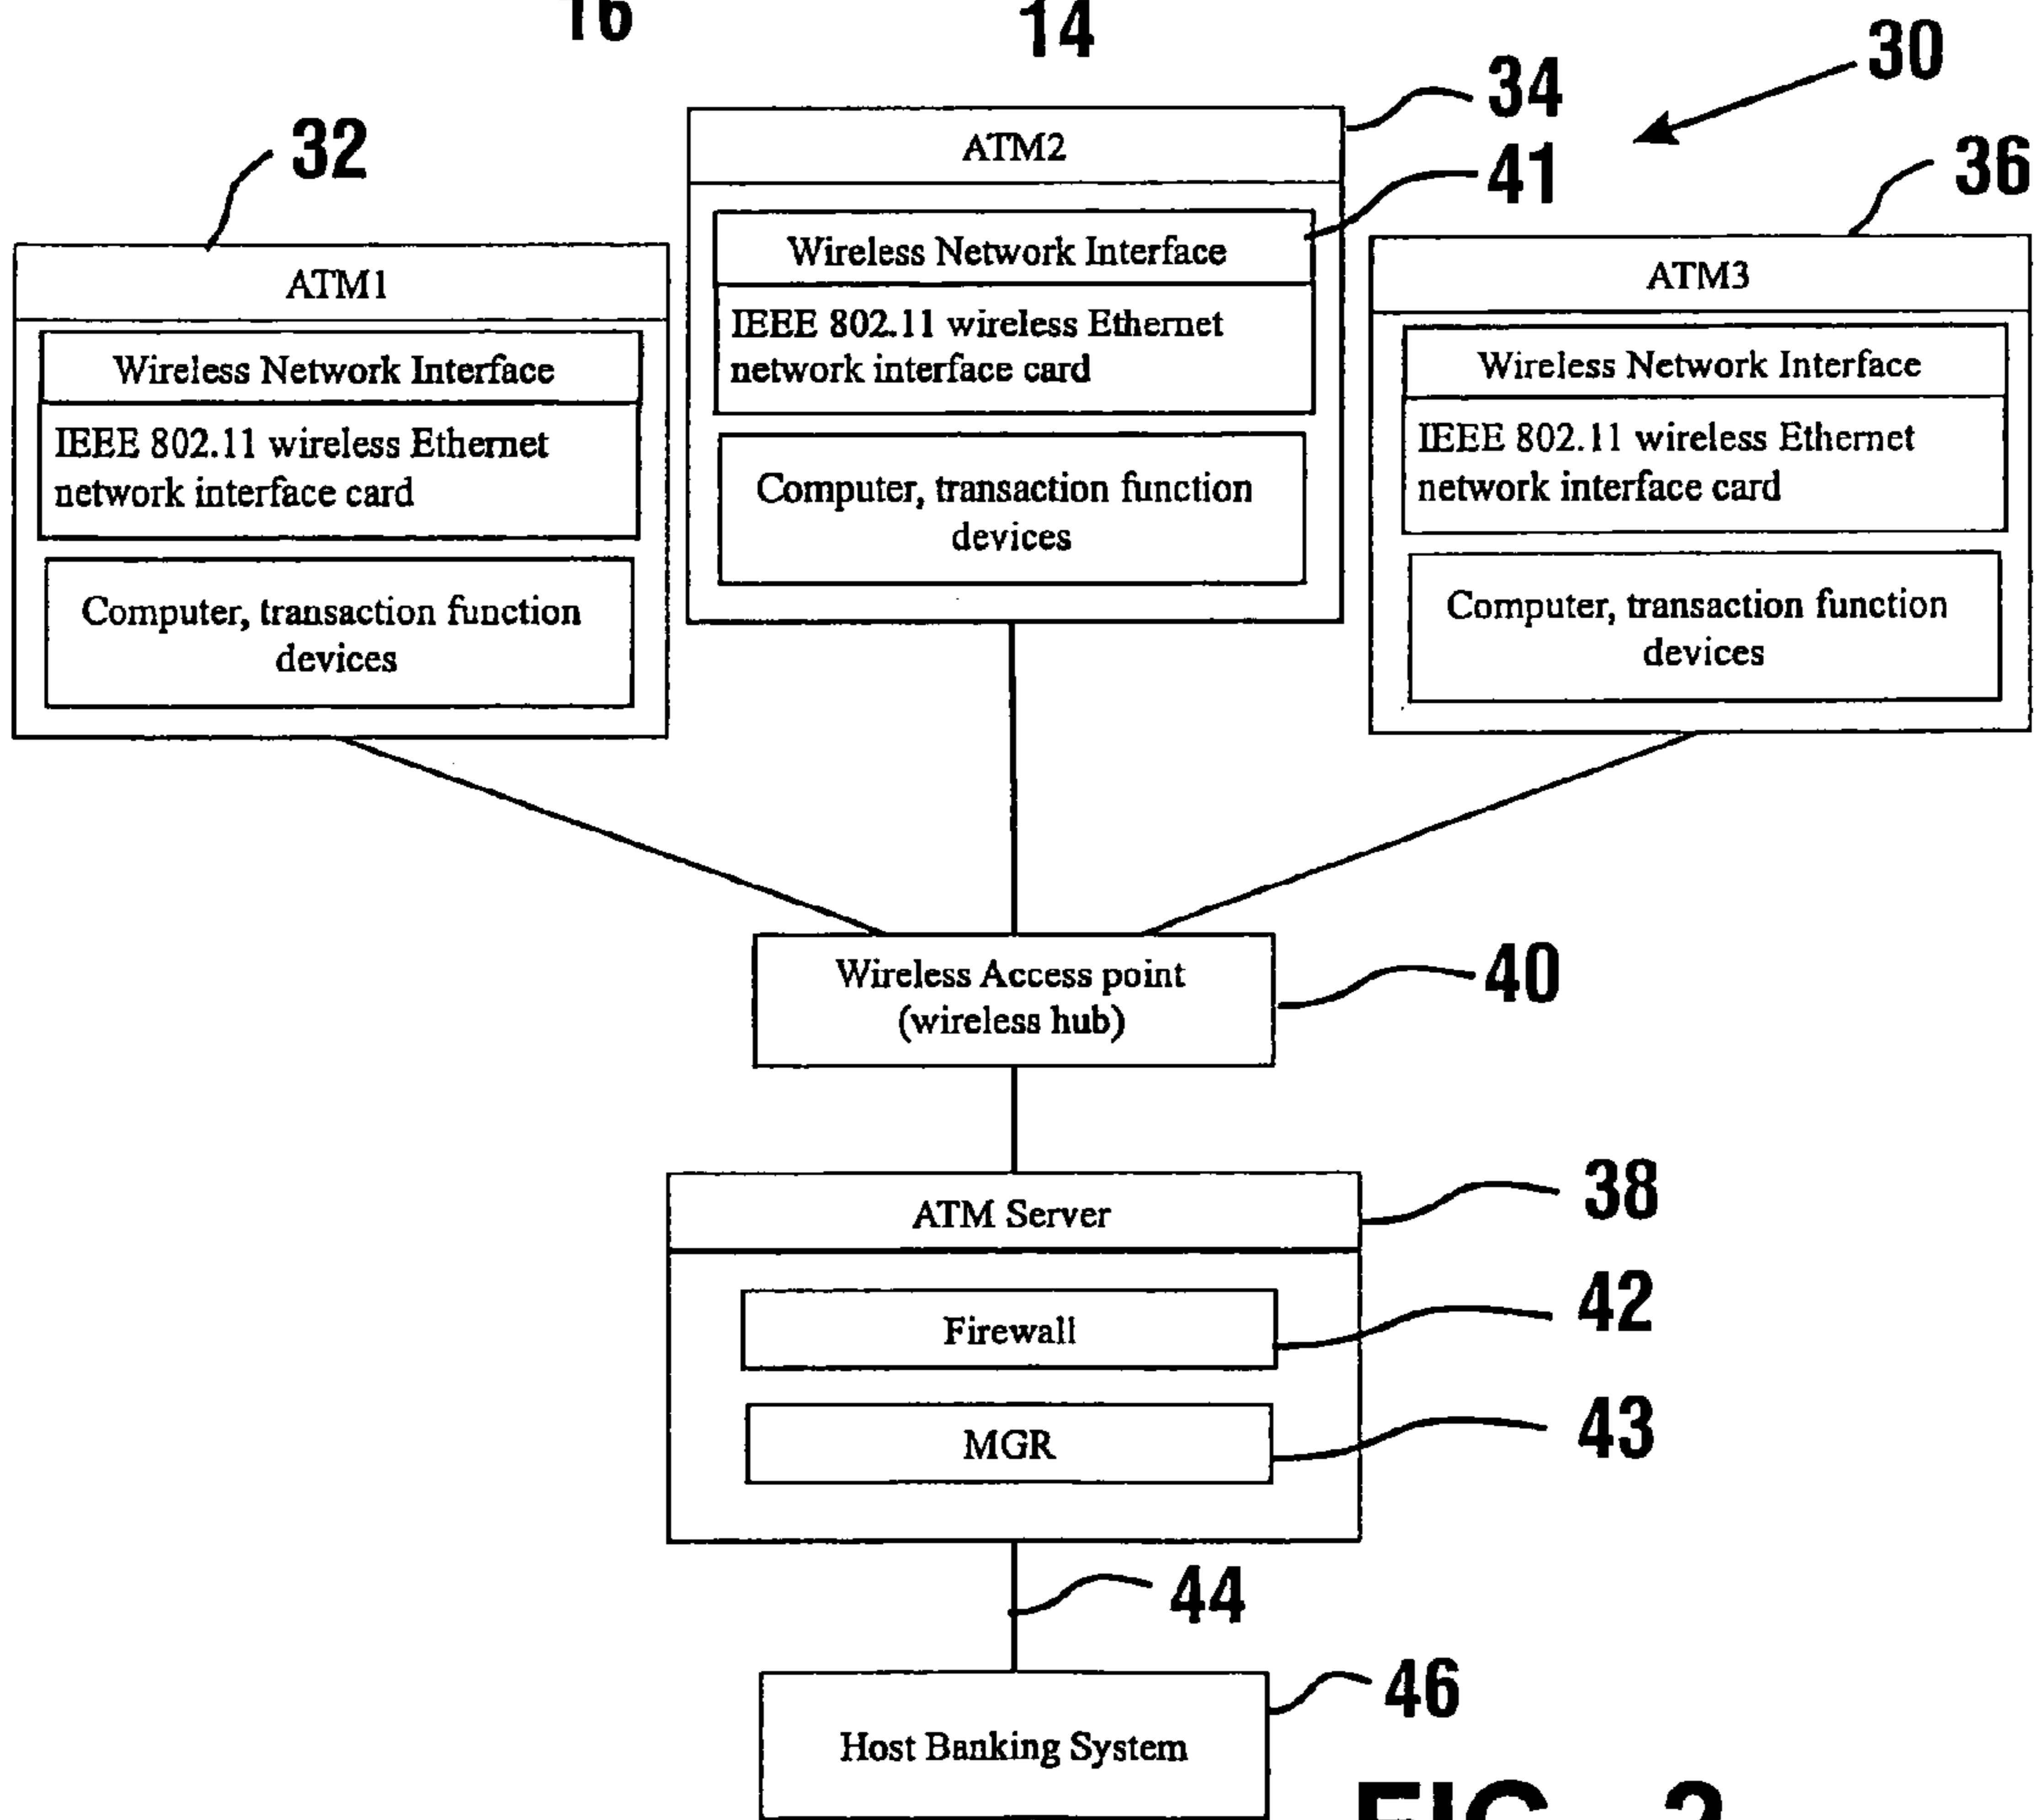 16
14
30
34
32
ATM2
41
36
Wireless Network Interface
ATM1
ATM3
IEEE 802.11 wireless Ethernet
network interface card
Wireless Network Interface
Wireless Network Interface
IEEE 802.11 wireless Ethernet
network interface card
IEEE 802.11 wireless Ethernet
network interface card
Computer, transaction function
devices
Computer, transaction function
devices
Computer, transaction function
devices
Wireless Access point
(wireless hub)
40
ATM Server
38
Firewall
42
MGR
43
44
46
Host Banking System
FIG. 2